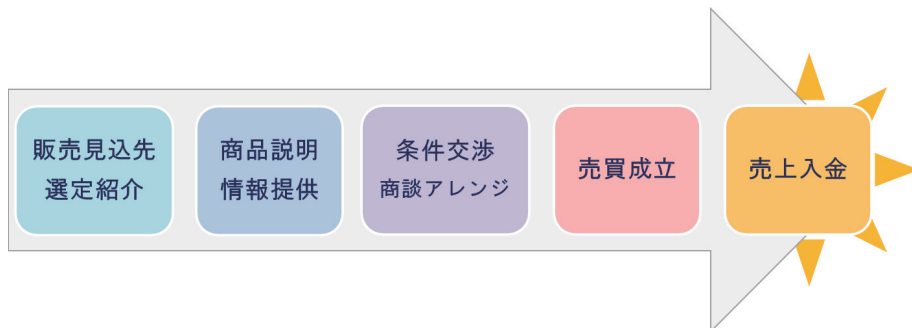 販売見込先
選定紹介
商品説明
情報提供
条件交渉
商談アレンジ
売買成立
売上入金